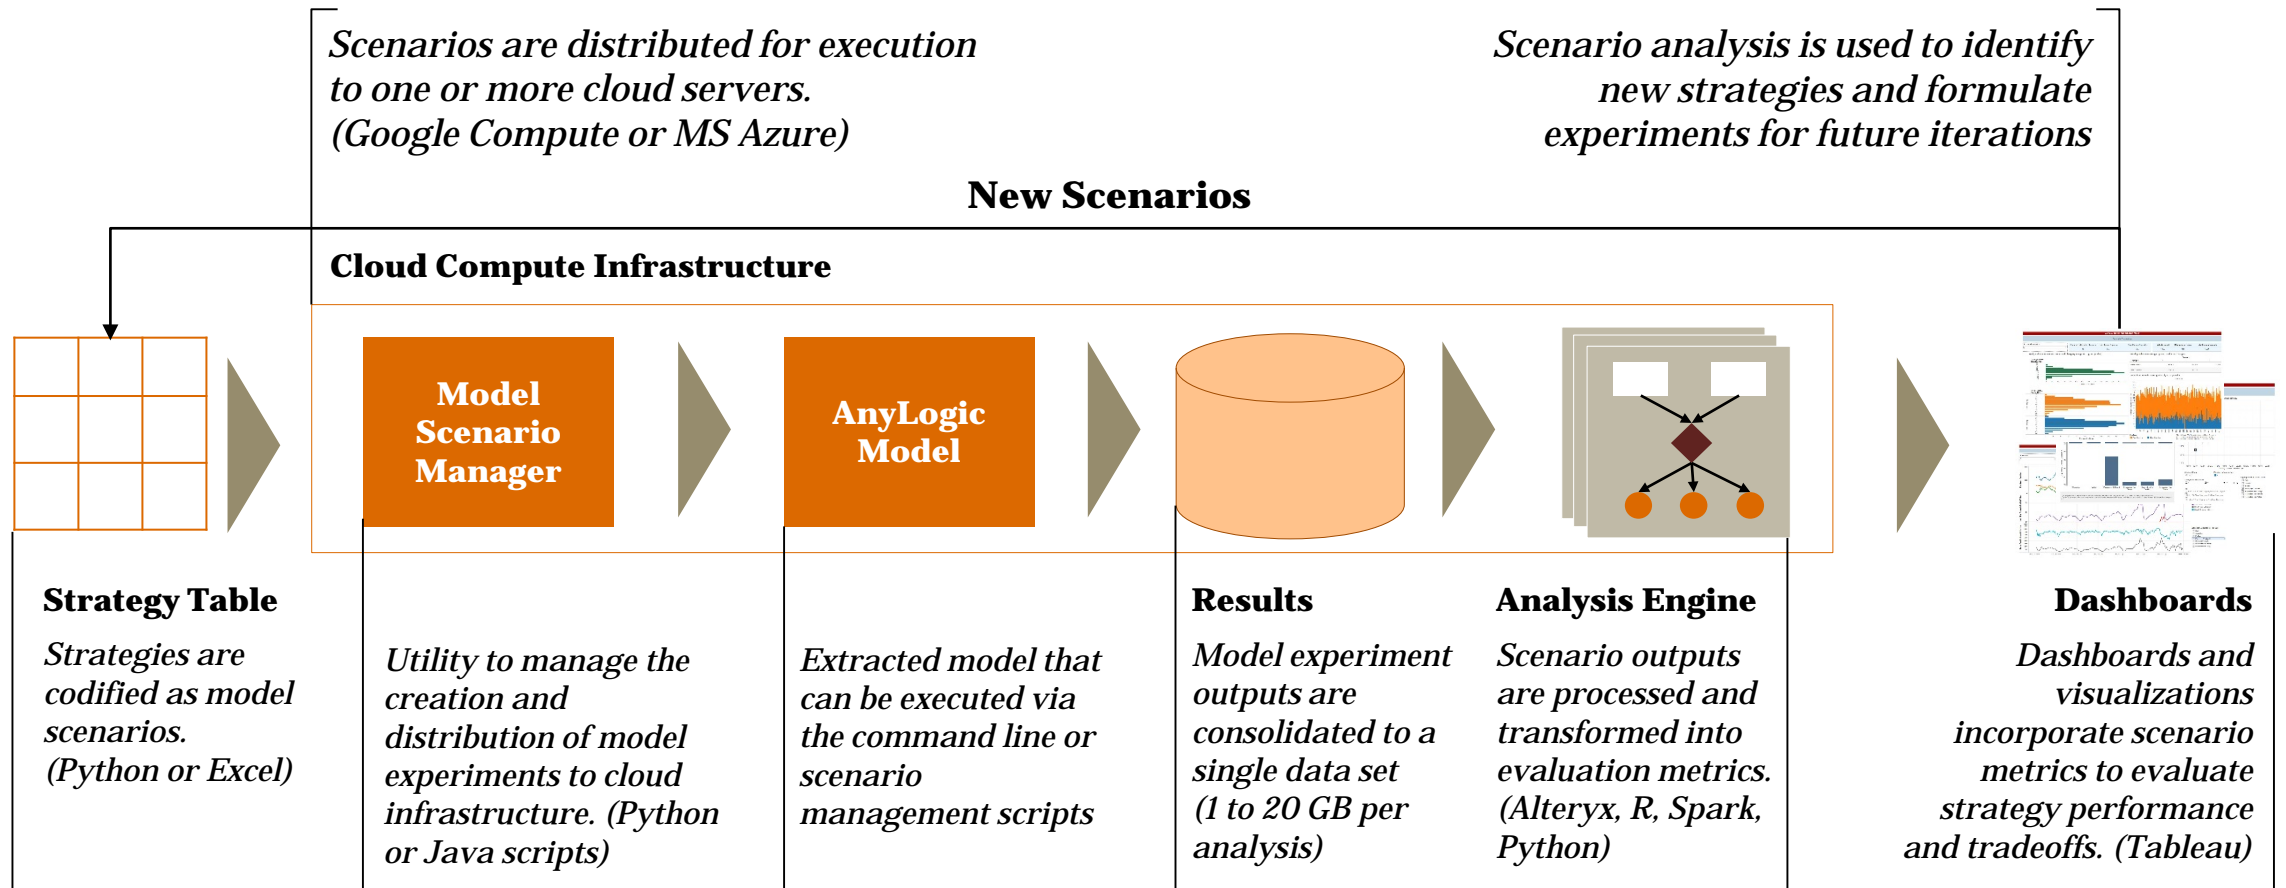 Scenarios are distributed for execution
to one or more cloud servers.
(Google Compute or MS Azure)
Scenario analysis is used to identify
new strategies and formulate
experiments for future iterations
New Scenarios
Cloud Compute Infrastructure
Model
Scenario
Manager
AnyLogic
Model
Strategy Table
Strategies are
codified as model
scenarios.
(Python or Excel)
Utility to manage the
creation and
distribution of model
experiments to cloud
infrastructure. (Python
or Java scripts)
Extracted model that
can be executed via
the command line or
scenario
management scripts
Results
Model experiment
outputs are
consolidated to a
single data set
(1 to 20 GB per
analysis)
Analysis Engine
Scenario outputs
are processed and
transformed into
evaluation metrics.
(Alteryx, R, Spark,
Python)
Dashboards
Dashboards and
visualizations
incorporate scenario
metrics to evaluate
strategy performance
and tradeoffs. (Tableau)